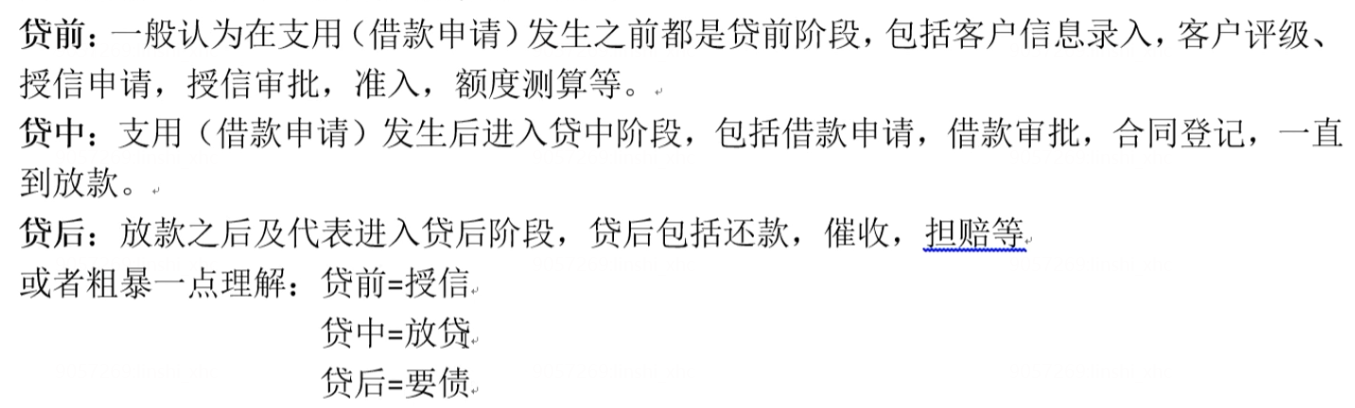 贷前：一般认为在支用（借款申请）发生之前都是贷前阶段，包括客户信息录入，客户评级、
授信申请，授信审批，准入，额度测算等。
贷中：支用（借款申请）发生后进入贷中阶段，包括借款申请，借款审批，合同登记，一直
到放款。
贷后：放款之后及代表进入贷后阶段，贷后包括还款，催收，担赔等
或者粗暴一点理解：贷前=授信
贷中=放贷
贷后=要债